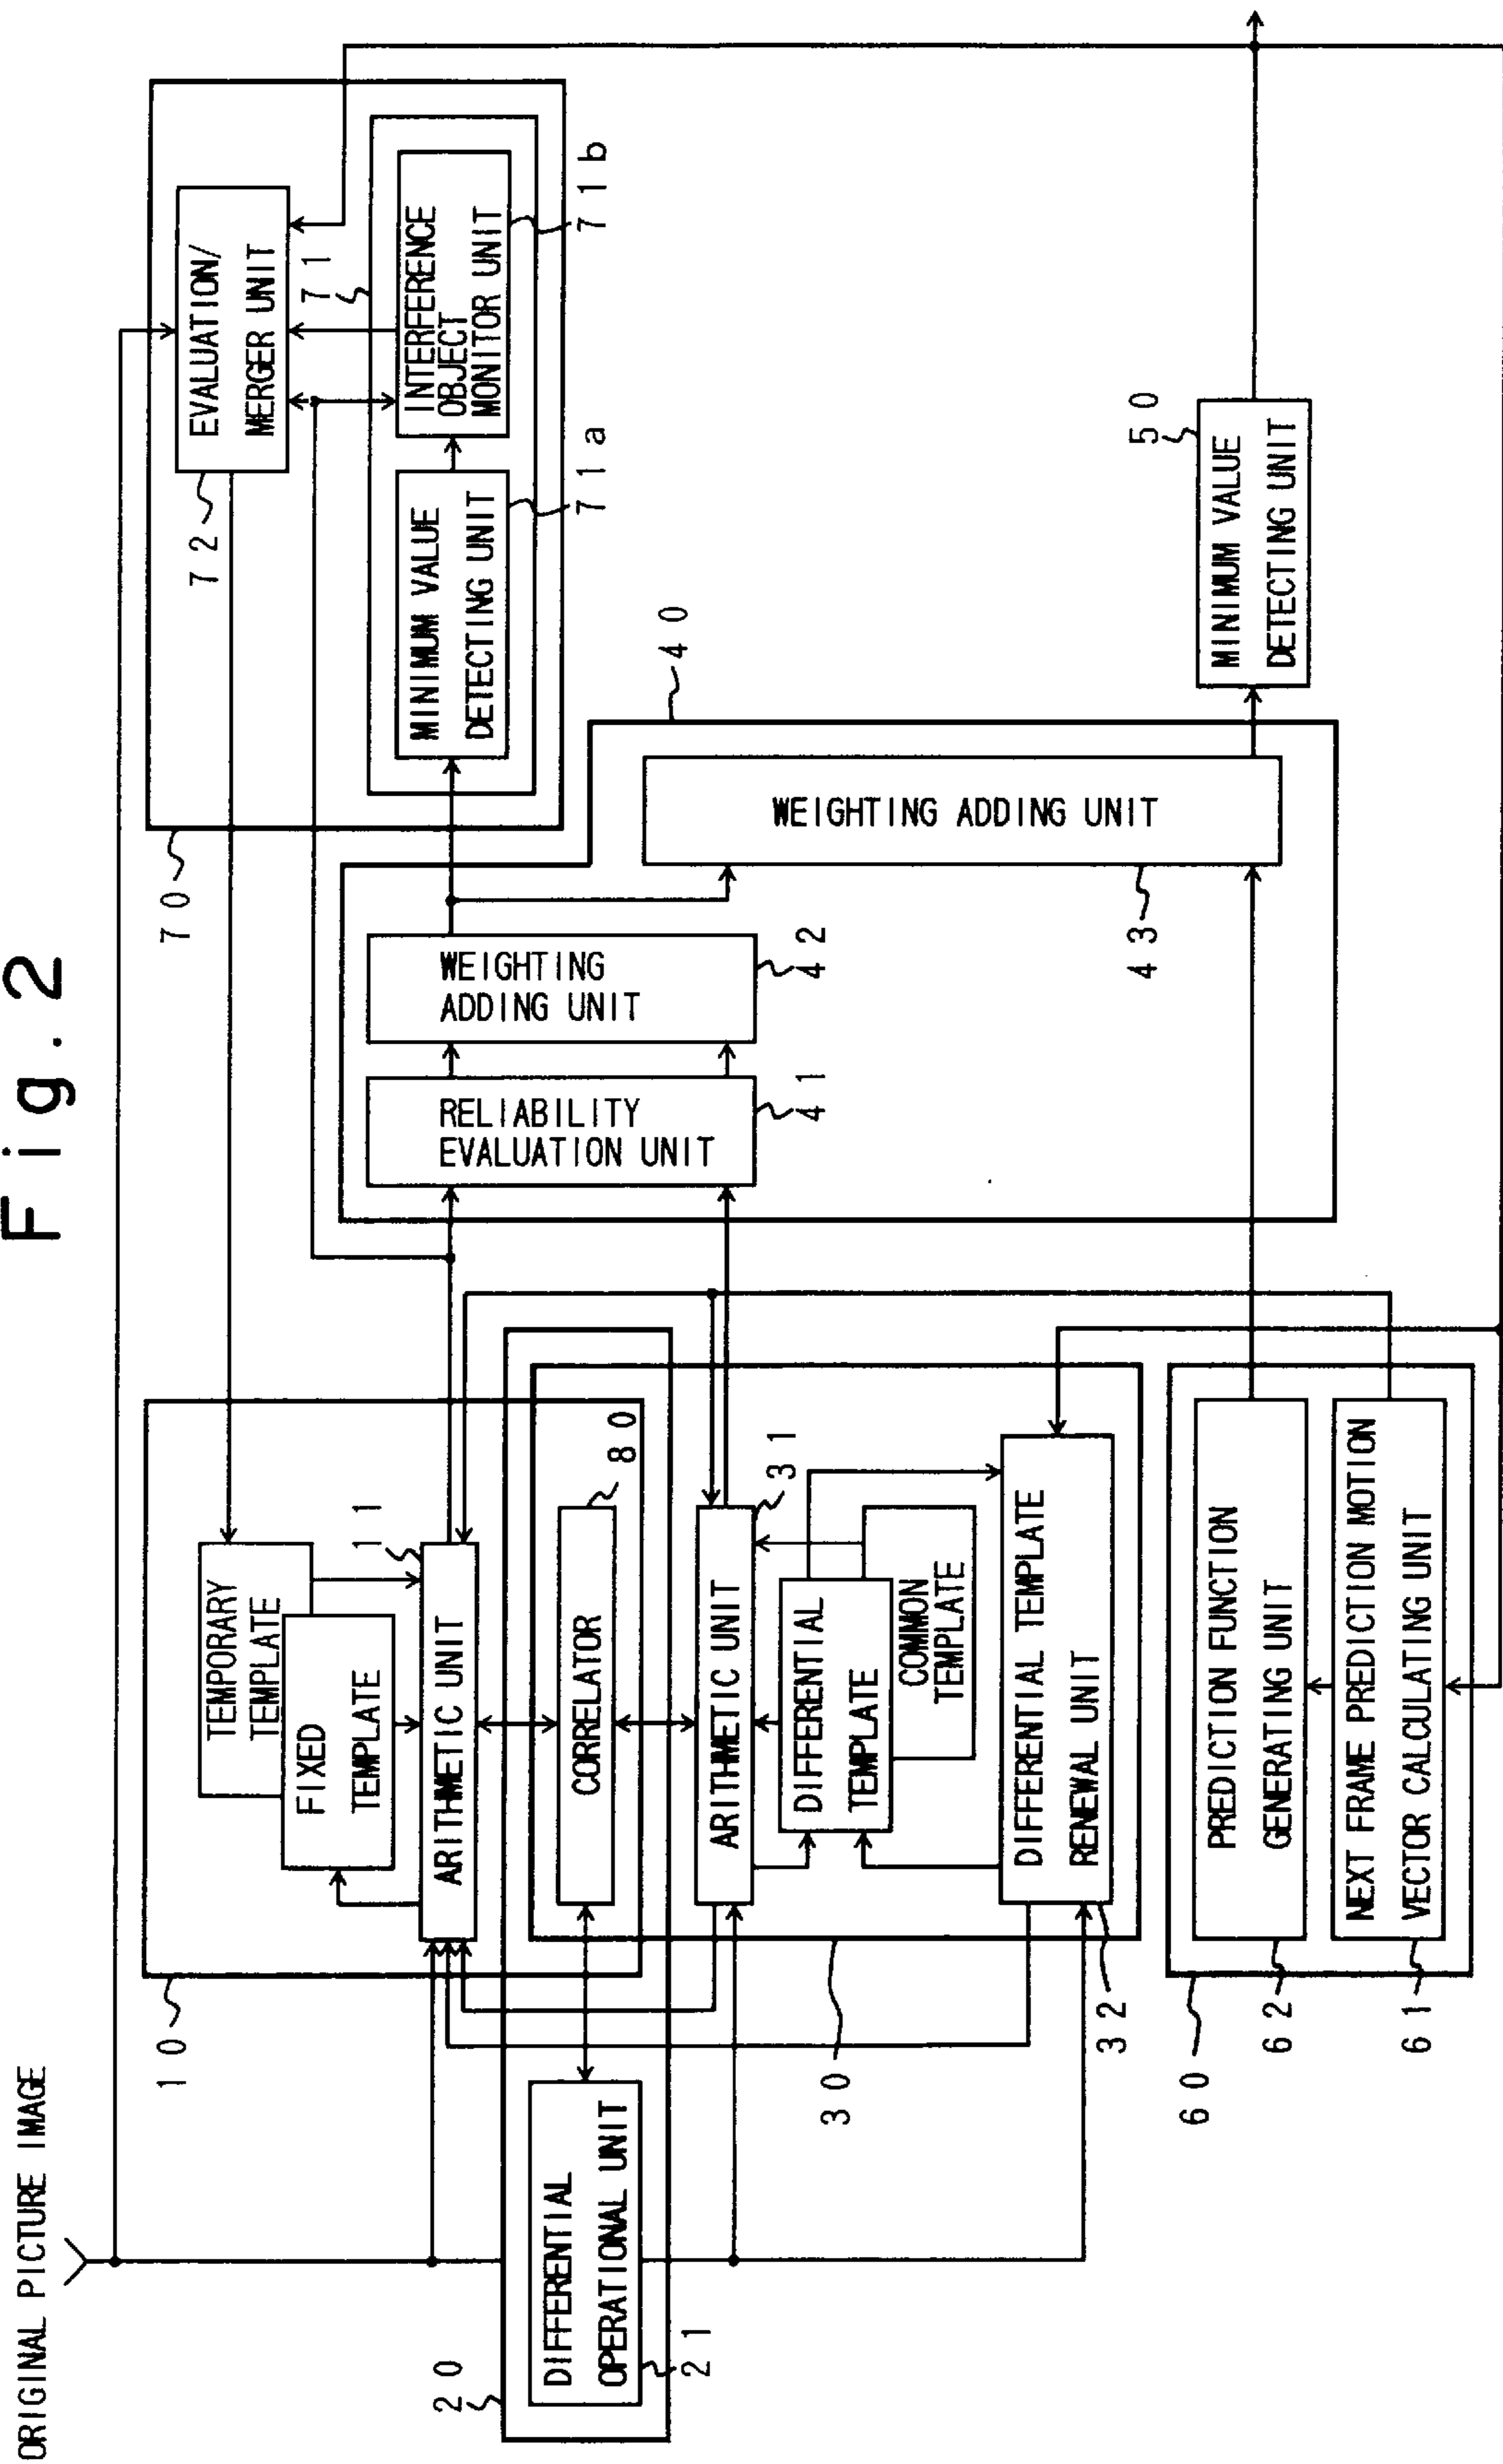 Fig. 2
ORIGINAL PICTURE IMAGE
10
TEMPORARY
TEMPLATE
FIXED
TEMPLATE
11
ARITHMETIC UNIT
20
DIFFERENTIAL
OPERATIONAL UNIT
21
CORRELATOR
80
30
ARITHMETIC UNIT
31
DIFFERENTIAL
TEMPLATE
COMMON
TEMPLATE
DIFFERENTIAL TEMPLATE
RENEWAL UNIT
32
60
PREDICTION FUNCTION
GENERATING UNIT
62
NEXT FRAME PREDICTION MOTION
VECTOR CALCULATING UNIT
61
RELIABILITY
EVALUATION UNIT
41
WEIGHTING
ADDING UNIT
42
WEIGHTING ADDING UNIT
43
40
70
72
EVALUATION/
MERGER UNIT
71
MINIMUM VALUE
DETECTING UNIT
71a
INTERFERENCE
OBJECT
MONITOR UNIT
71b
MINIMUM VALUE
DETECTING UNIT
50